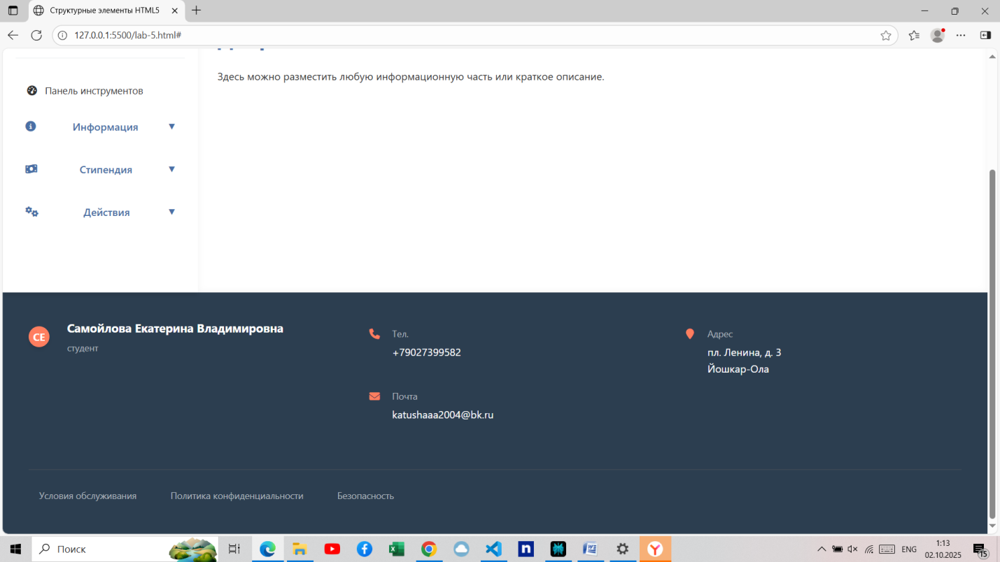 Структурные элементы HTML5
127.0.0.1:5500/lab-5.html#
Здесь можно разместить любую информационную часть или краткое описание.
Панель инструментов
Информация ▼
Стипендия ▼
Действия ▼
СЕ
Самойлова Екатерина Владимировна
студент
Тел.
+79027399582
Почта
katushaaa2004@bk.ru
Адрес
пл. Ленина, д. 3
Йошкар-Ола
Условия обслуживания
Политика конфиденциальности
Безопасность
Поиск
ENG
1:13
02.10.2025
15